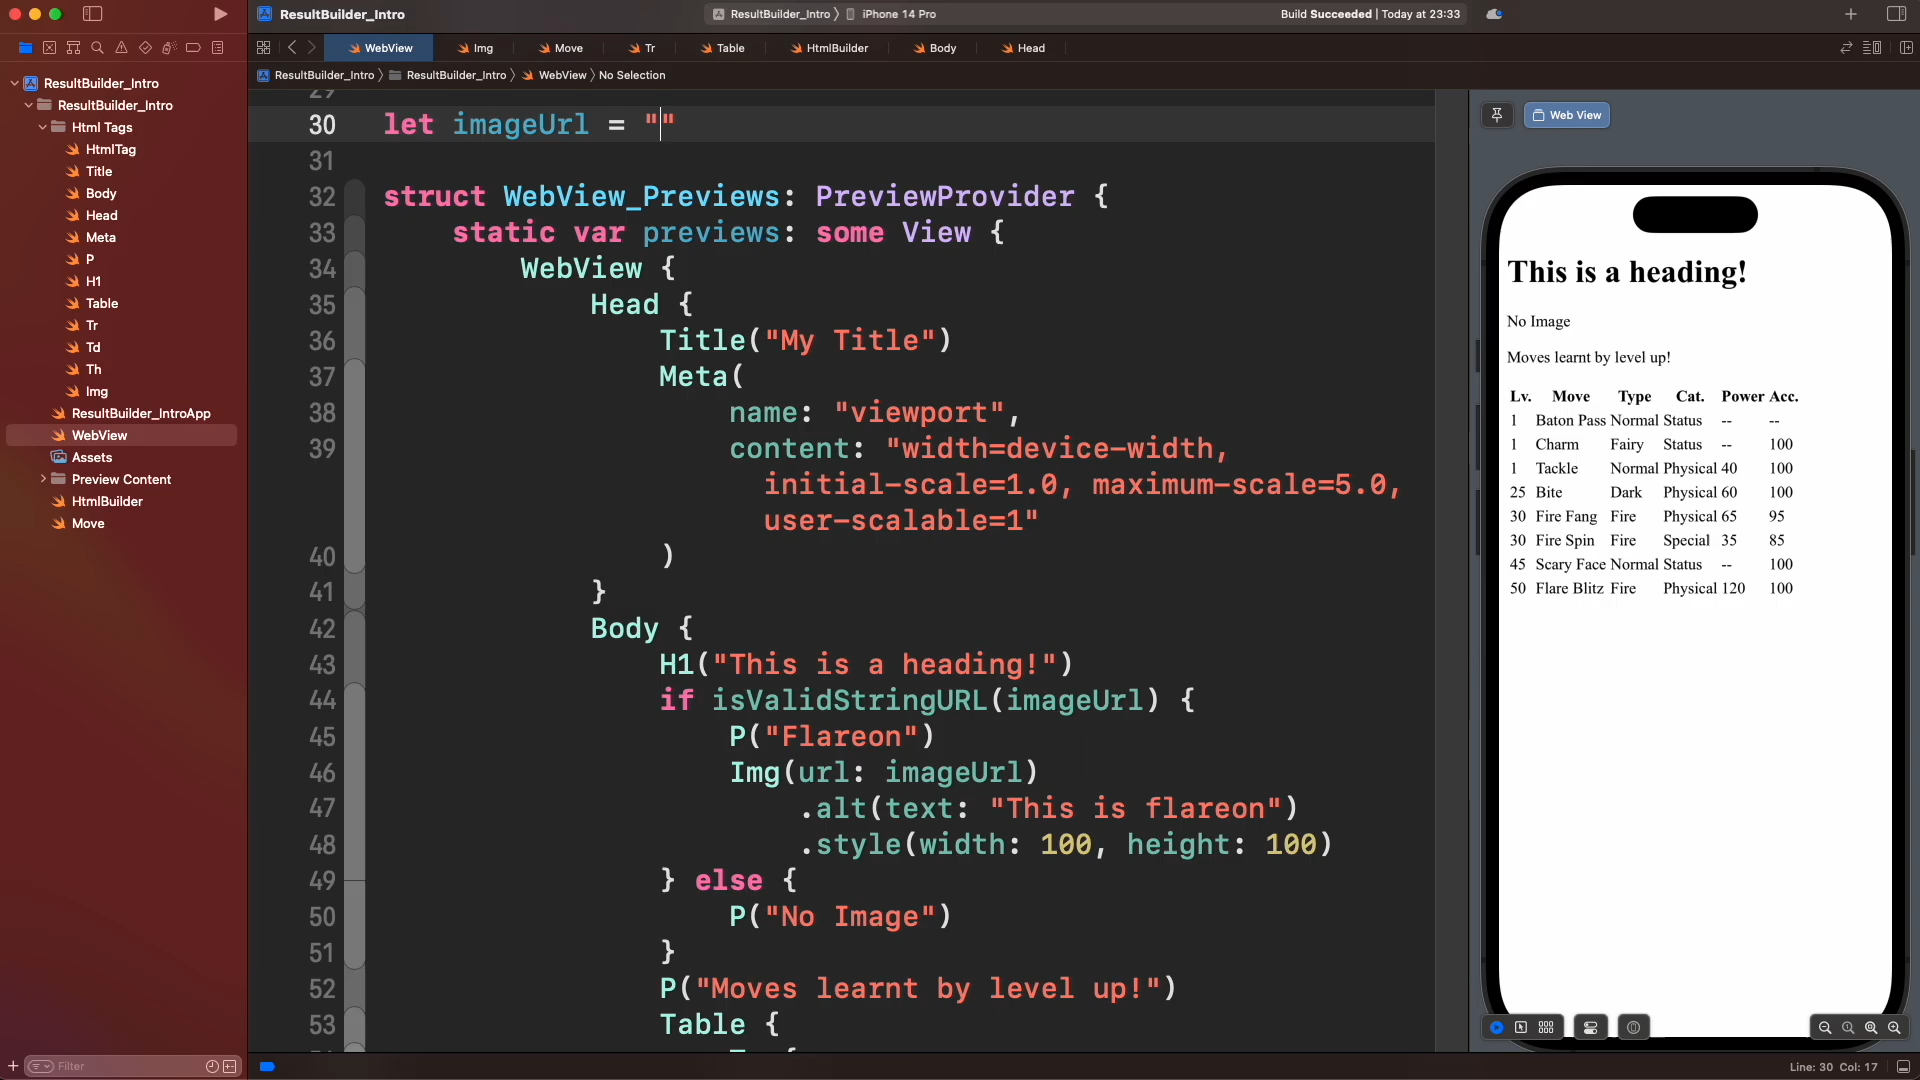 ResultBuilder_Intro
ResultBuilder_Intro 〉 iPhone 14 Pro
Build Succeeded | Today at 23:33
WebView
Img
Move
Tr
Table
HtmlBuilder
Body
Head
ResultBuilder_Intro 〉 ResultBuilder_Intro 〉 WebView 〉 No Selection
ResultBuilder_Intro
ResultBuilder_Intro
Html Tags
HtmlTag
Title
Body
Head
Meta
P
H1
Table
Tr
Td
Th
Img
ResultBuilder_IntroApp
WebView
Assets
Preview Content
HtmlBuilder
Move
Filter
29
30 let imageUrl = ""
31
32 struct WebView_Previews: PreviewProvider {
33 static var previews: some View {
34 WebView {
35 Head {
36 Title("My Title")
37 Meta(
38 name: "viewport",
39 content: "width=device-width,
initial-scale=1.0, maximum-scale=5.0,
user-scalable=1"
40 )
41 }
42 Body {
43 H1("This is a heading!")
44 if isValidStringURL(imageUrl) {
45 P("Flareon")
46 Img(url: imageUrl)
47 .alt(text: "This is flareon")
48 .style(width: 100, height: 100)
49 } else {
50 P("No Image")
51 }
52 P("Moves learnt by level up!")
53 Table {
Web View
This is a heading!
No Image
Moves learnt by level up!
Lv. Move Type Cat. Power Acc.
1 Baton Pass Normal Status -- --
1 Charm Fairy Status -- 100
1 Tackle Normal Physical 40 100
25 Bite Dark Physical 60 100
30 Fire Fang Fire Physical 65 95
30 Fire Spin Fire Special 35 85
45 Scary Face Normal Status -- 100
50 Flare Blitz Fire Physical 120 100
Line: 30 Col: 17